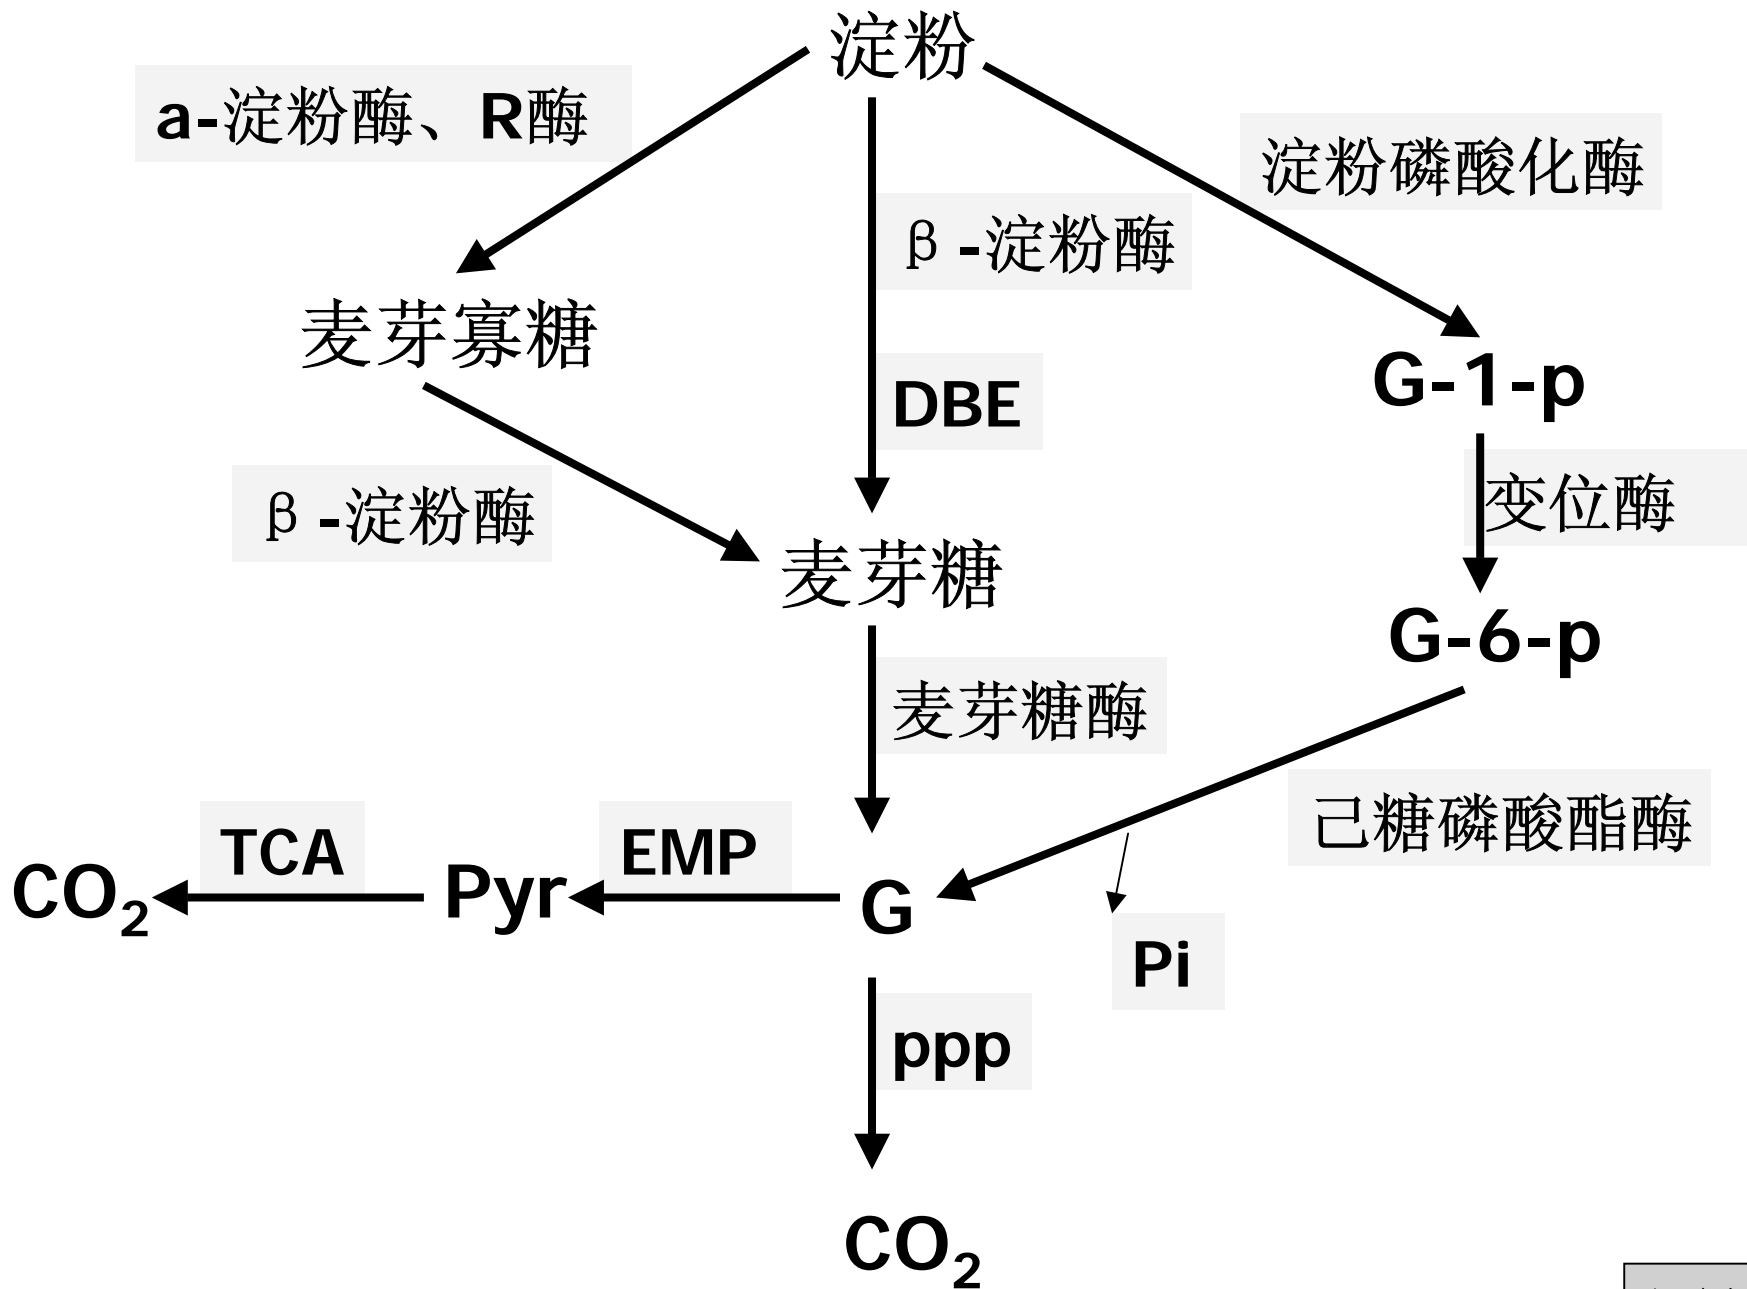 淀粉
a-淀粉酶、R酶
淀粉磷酸化酶
β-淀粉酶
麦芽寡糖
G-1-p
DBE
β-淀粉酶
变位酶
麦芽糖
G-6-p
麦芽糖酶
己糖磷酸酯酶
TCA
EMP
CO2
Pyr
G
Pi
ppp
CO2